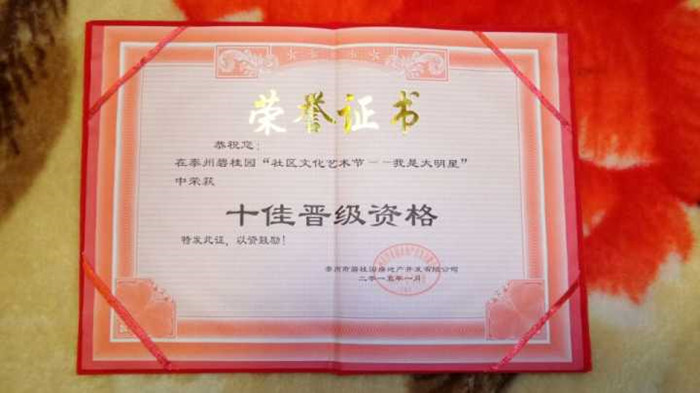 荣誉证书
恭祝您：
在泰州碧桂园“社区文化艺术节——我是大明星”
中荣获
十佳晋级资格
特发此证，以资鼓励！
泰州市碧桂园房地产开发有限公司
二零一五年一月